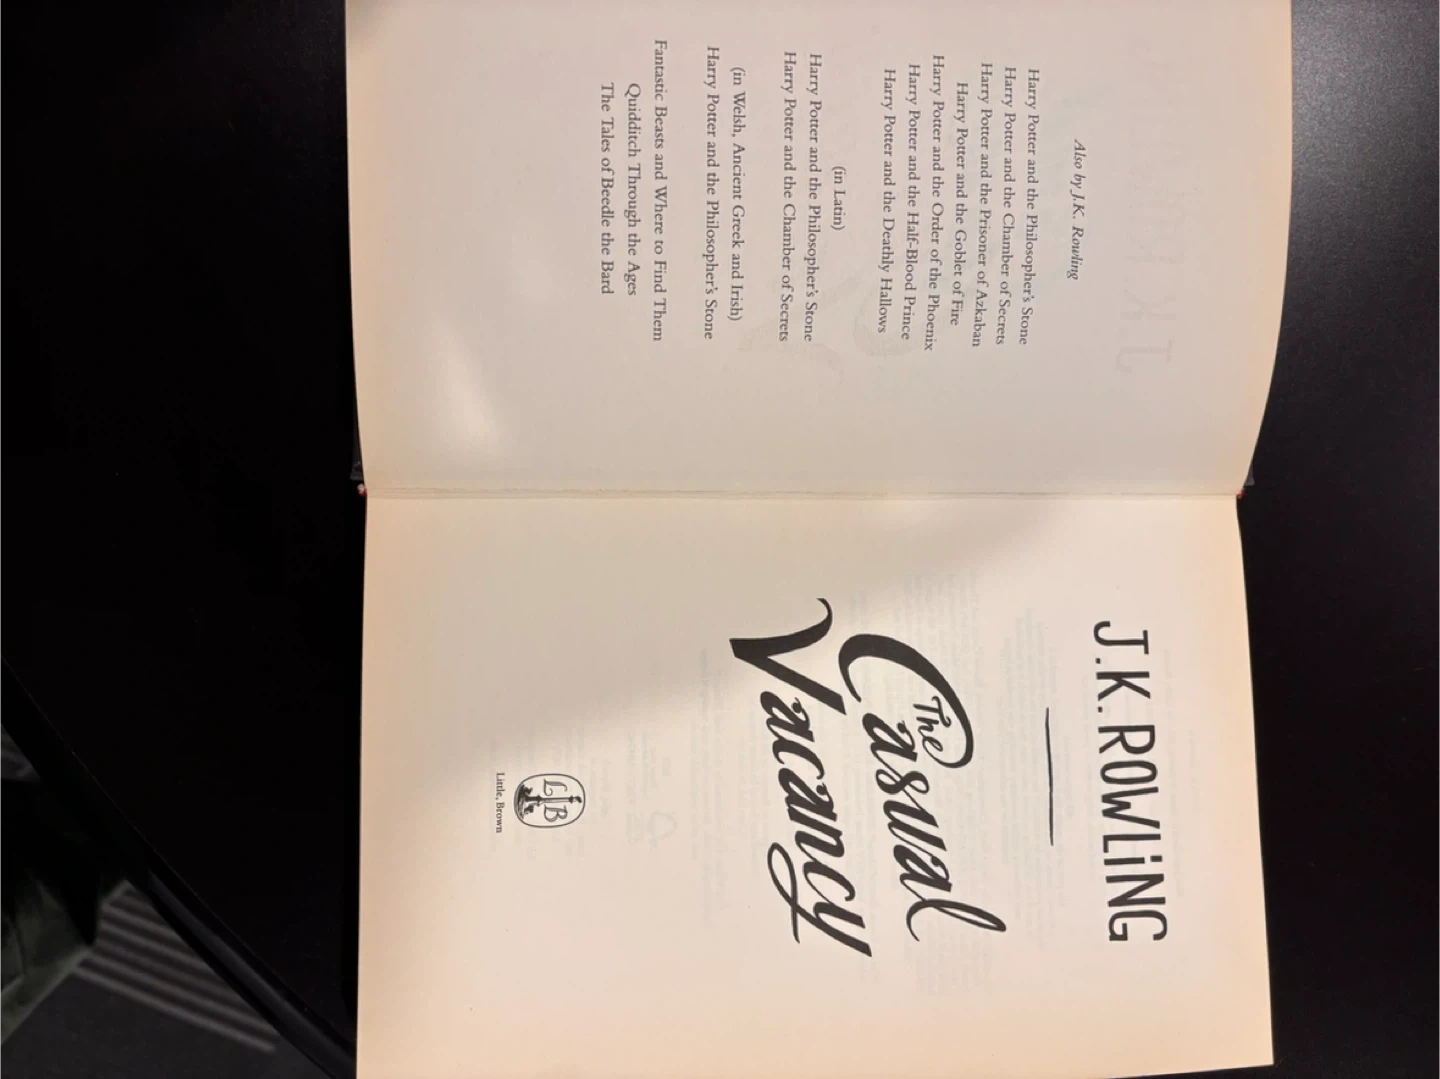 Also by J.K. Rowling
Harry Potter and the Philosopher's Stone
Harry Potter and the Chamber of Secrets
Harry Potter and the Prisoner of Azkaban
Harry Potter and the Goblet of Fire
Harry Potter and the Order of the Phoenix
Harry Potter and the Half-Blood Prince
Harry Potter and the Deathly Hallows
(in Latin)
Harry Potter and the Philosopher's Stone
Harry Potter and the Chamber of Secrets
(in Welsh, Ancient Greek and Irish)
Harry Potter and the Philosopher's Stone
Fantastic Beasts and Where to Find Them
Quidditch Through the Ages
The Tales of Beedle the Bard
J.K. ROWLiNG
The
Casual
Vacancy
L B
Little, Brown